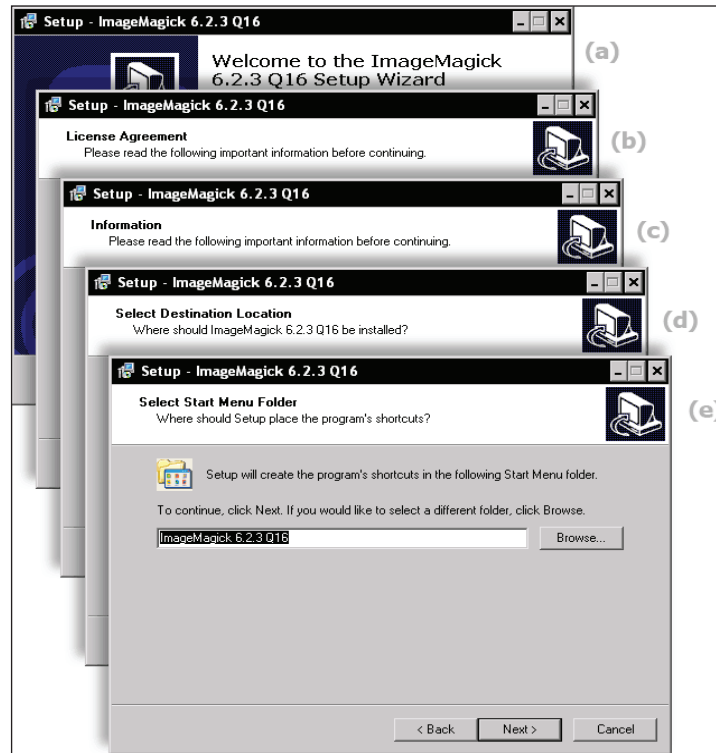 Setup - ImageMagick 6.2.3 Q16
Welcome to the ImageMagick
6.2.3 Q16 Setup Wizard
(a)
Setup - ImageMagick 6.2.3 Q16
License Agreement
Please read the following important information before continuing.
(b)
Setup - ImageMagick 6.2.3 Q16
Information
Please read the following important information before continuing.
(c)
Setup - ImageMagick 6.2.3 Q16
Select Destination Location
Where should ImageMagick 6.2.3 Q16 be installed?
(d)
Setup - ImageMagick 6.2.3 Q16
Select Start Menu Folder
Where should Setup place the program's shortcuts?
(e)
Setup will create the program's shortcuts in the following Start Menu folder.
To continue, click Next. If you would like to select a different folder, click Browse.
ImageMagick 6.2.3 Q16
Browse...
< Back
Next >
Cancel